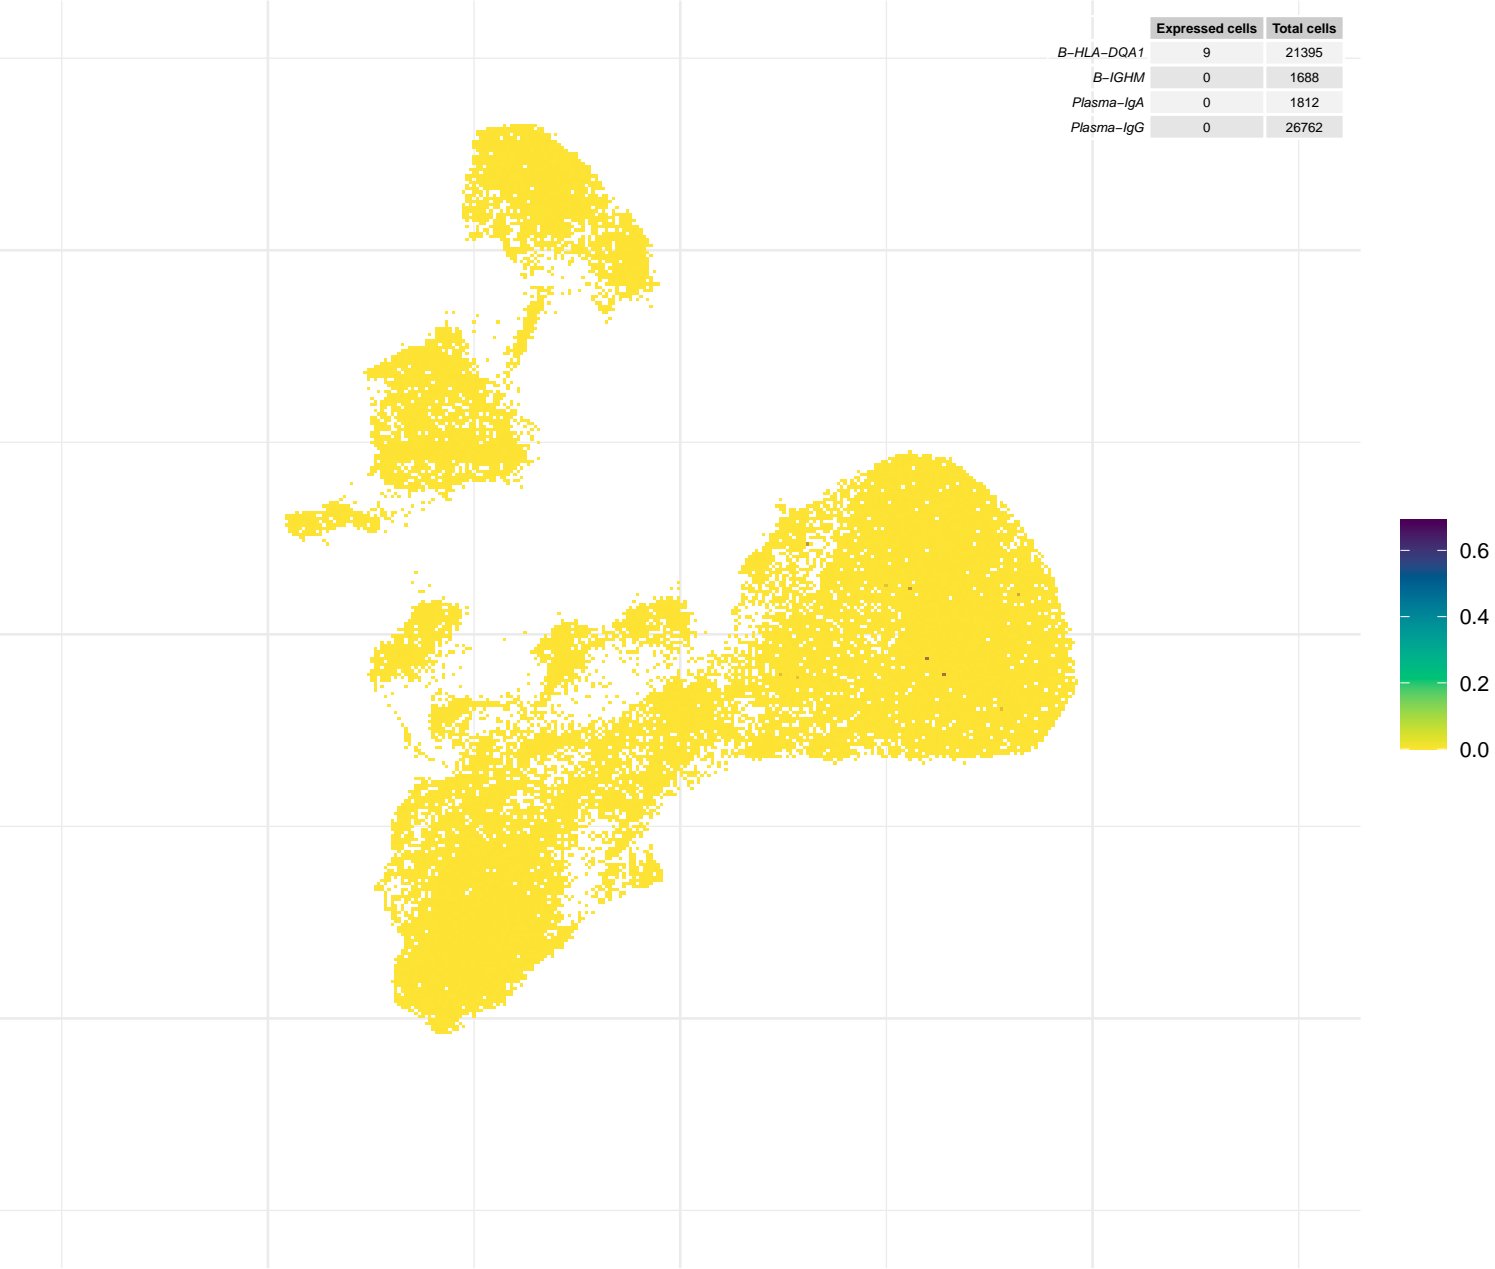 Expressed cells Total cells
B−HLA−DQA1 9 21395
B−IGHM 0 1688
Plasma−IgA 0 1812
Plasma−IgG 0 26762
0.6
0.4
0.2
0.0